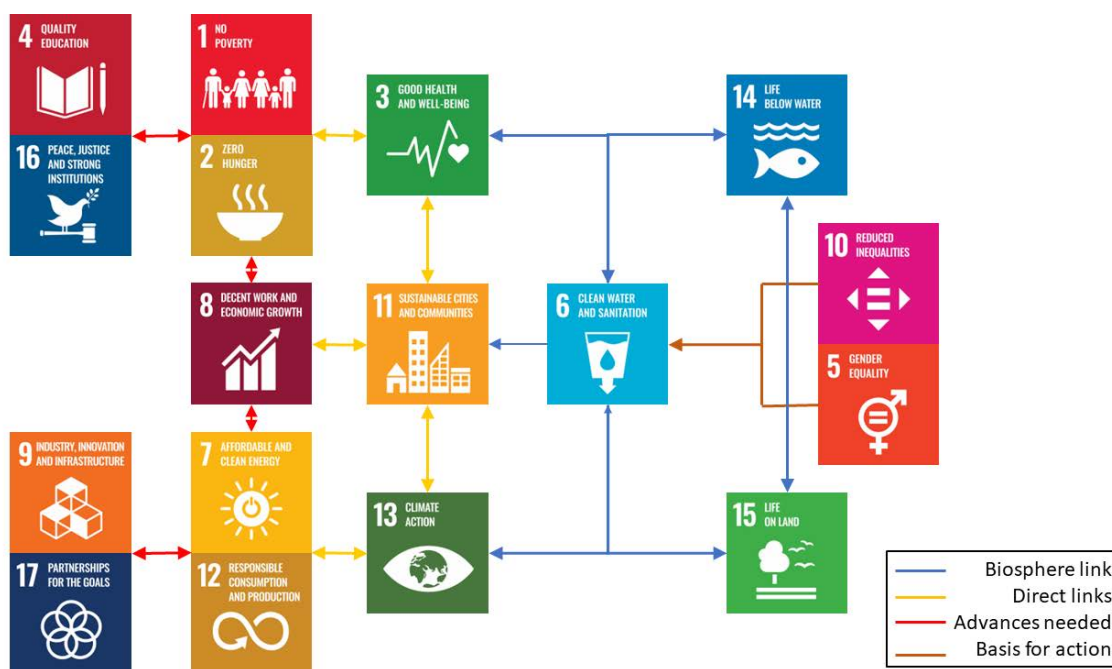 4 QUALITY
EDUCATION
1 NO
POVERTY
3 GOOD HEALTH
AND WELL-BEING
14 LIFE
BELOW WATER
16 PEACE, JUSTICE
AND STRONG
INSTITUTIONS
2 ZERO
HUNGER
10 REDUCED
INEQUALITIES
8 DECENT WORK AND
ECONOMIC GROWTH
11 SUSTAINABLE CITIES
AND COMMUNITIES
6 CLEAN WATER
AND SANITATION
5 GENDER
EQUALITY
9 INDUSTRY, INNOVATION
AND INFRASTRUCTURE
7 AFFORDABLE AND
CLEAN ENERGY
13 CLIMATE
ACTION
15 LIFE
ON LAND
17 PARTNERSHIPS
FOR THE GOALS
12 RESPONSIBLE
CONSUMPTION
AND PRODUCTION
Biosphere link
Direct links
Advances needed
Basis for action